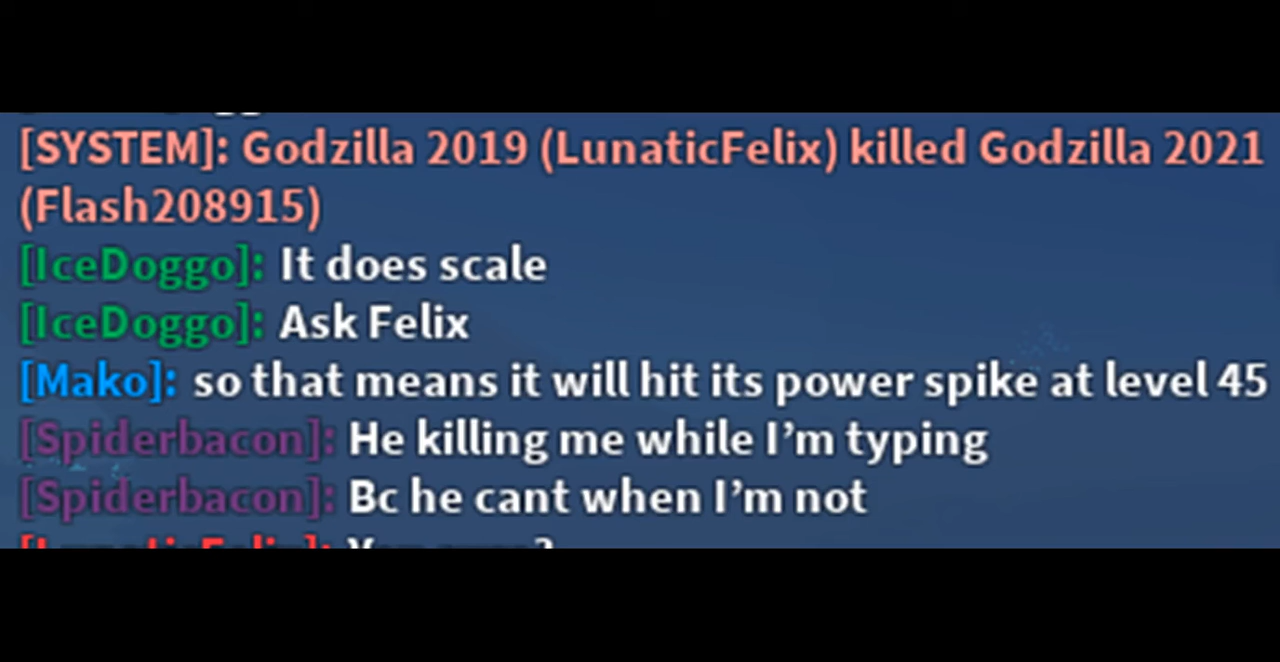 [SYSTEM]: Godzilla 2019 (LunaticFelix) killed Godzilla 2021
(Flash208915)
[IceDoggo]: It does scale
[IceDoggo]: Ask Felix
[Mako]: so that means it will hit its power spike at level 45
[Spiderbacon]: He killing me while I’m typing
[Spiderbacon]: Bc he cant when I’m not
[LunaticFelix]: